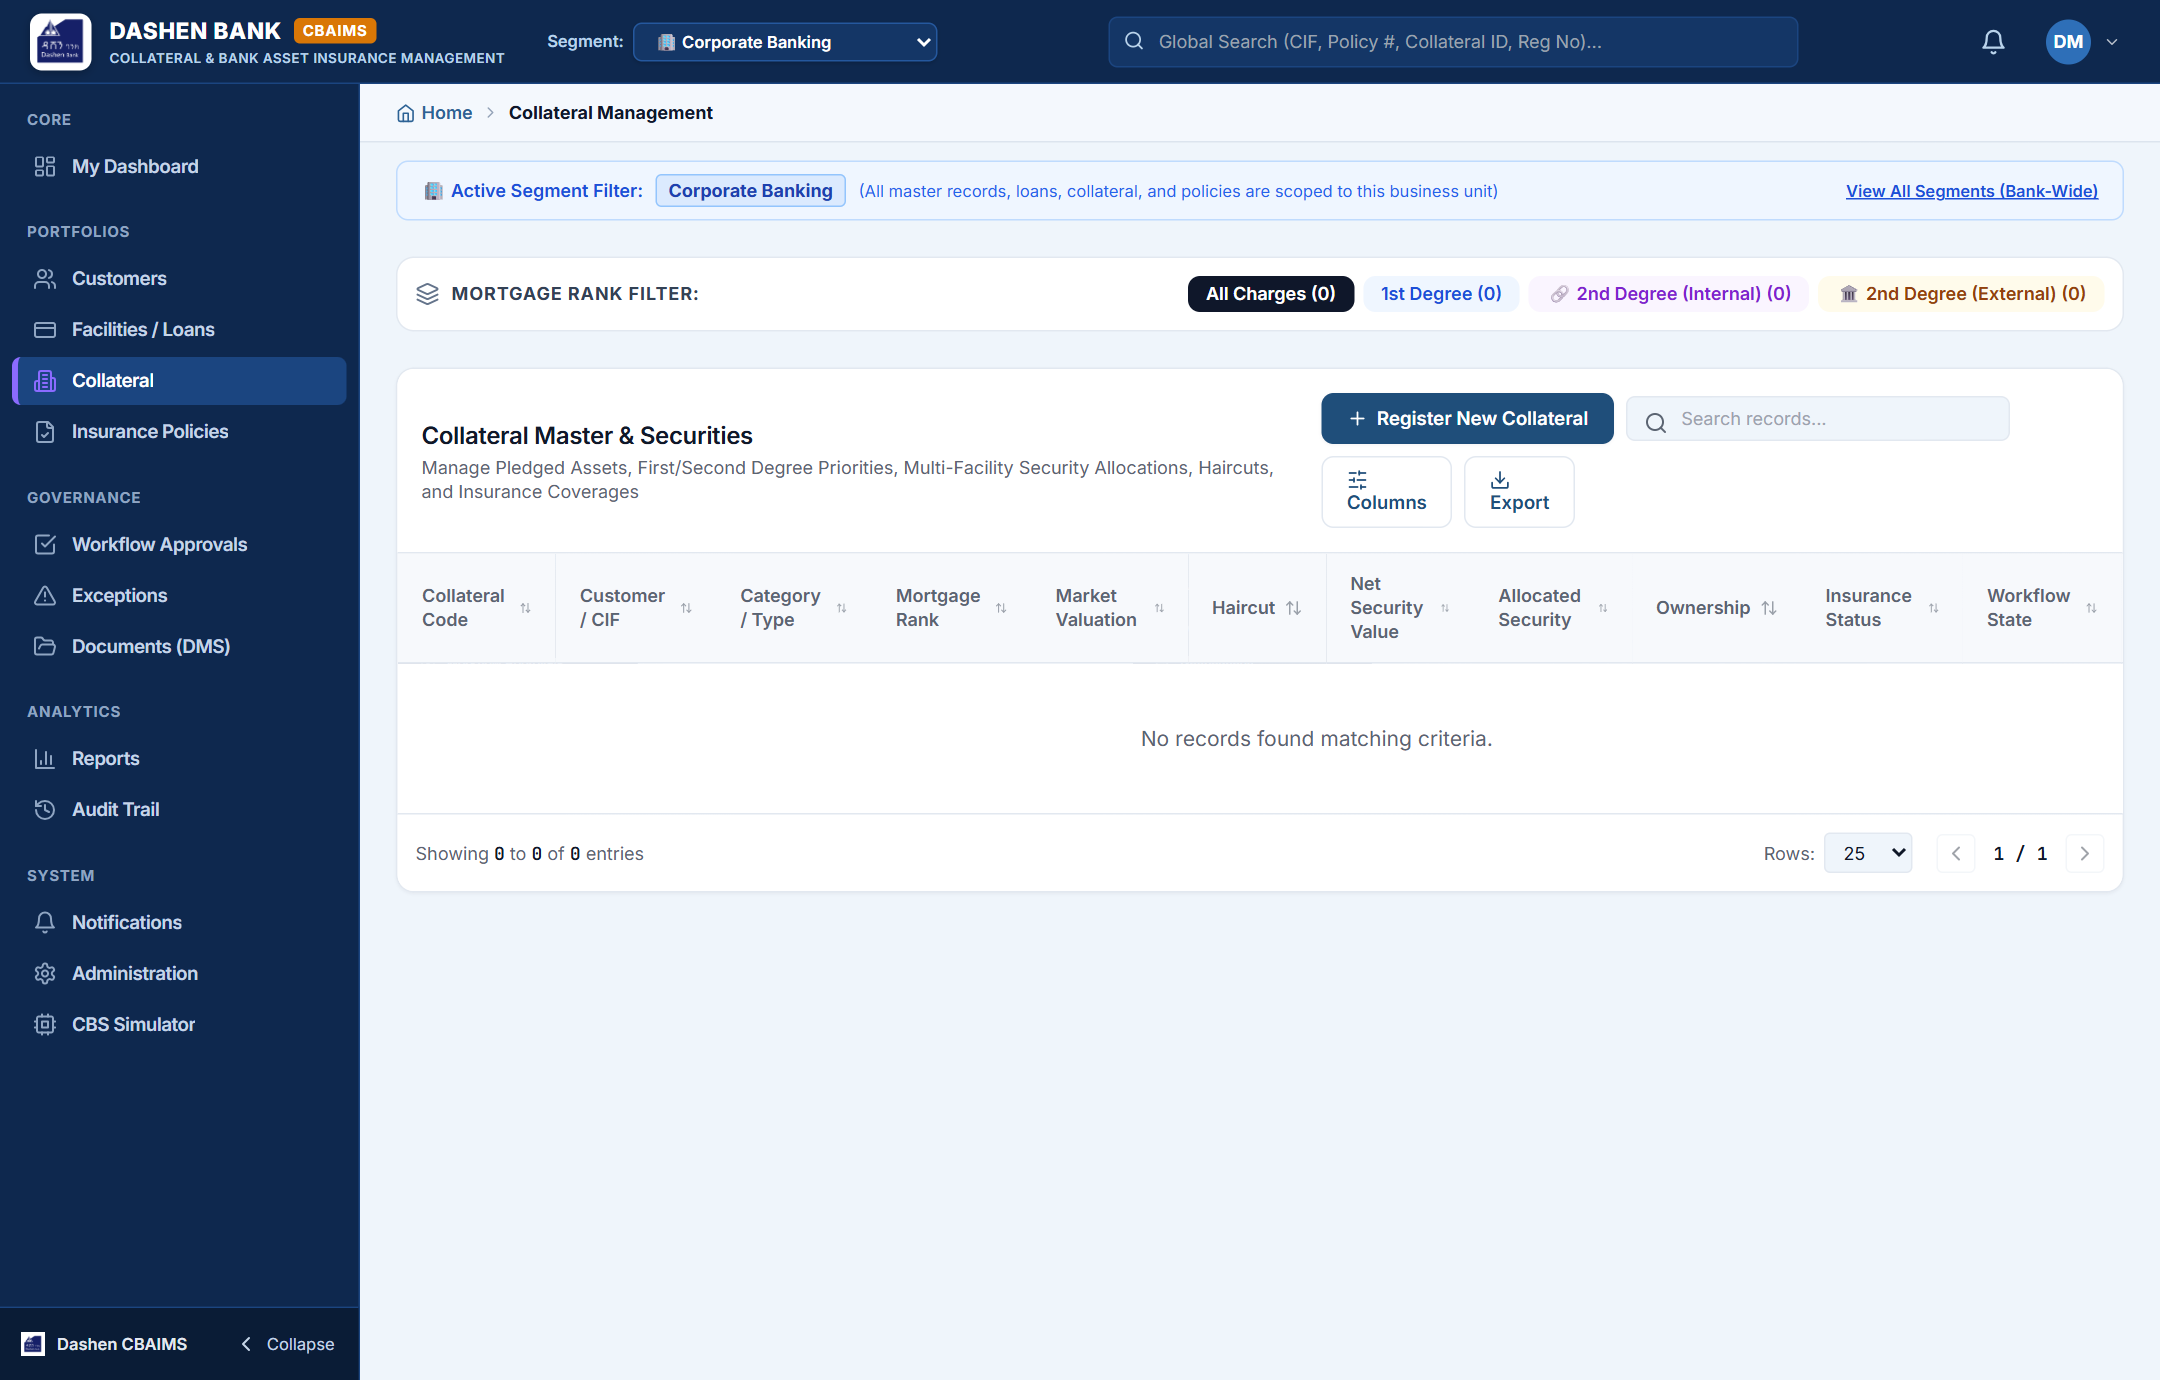 DASHEN BANK CBAIMS
COLLATERAL & BANK ASSET INSURANCE MANAGEMENT
Segment:
Corporate Banking
Global Search (CIF, Policy #, Collateral ID, Reg No)...
DM
CORE
My Dashboard
PORTFOLIOS
Customers
Facilities / Loans
Collateral
Insurance Policies
GOVERNANCE
Workflow Approvals
Exceptions
Documents (DMS)
ANALYTICS
Reports
Audit Trail
SYSTEM
Notifications
Administration
CBS Simulator
Dashen CBAIMS
Collapse
Home
Collateral Management
Active Segment Filter: Corporate Banking (All master records, loans, collateral, and policies are scoped to this business unit)
View All Segments (Bank-Wide)
MORTGAGE RANK FILTER:
All Charges (0)
1st Degree (0)
2nd Degree (Internal) (0)
2nd Degree (External) (0)
Collateral Master & Securities
Manage Pledged Assets, First/Second Degree Priorities, Multi-Facility Security Allocations, Haircuts,
and Insurance Coverages
Register New Collateral
Search records...
Columns
Export
Collateral
Code
Customer
/ CIF
Category
/ Type
Mortgage
Rank
Market
Valuation
Haircut
Net
Security
Value
Allocated
Security
Ownership
Insurance
Status
Workflow
State
No records found matching criteria.
Showing 0 to 0 of 0 entries
Rows:
25
1 / 1